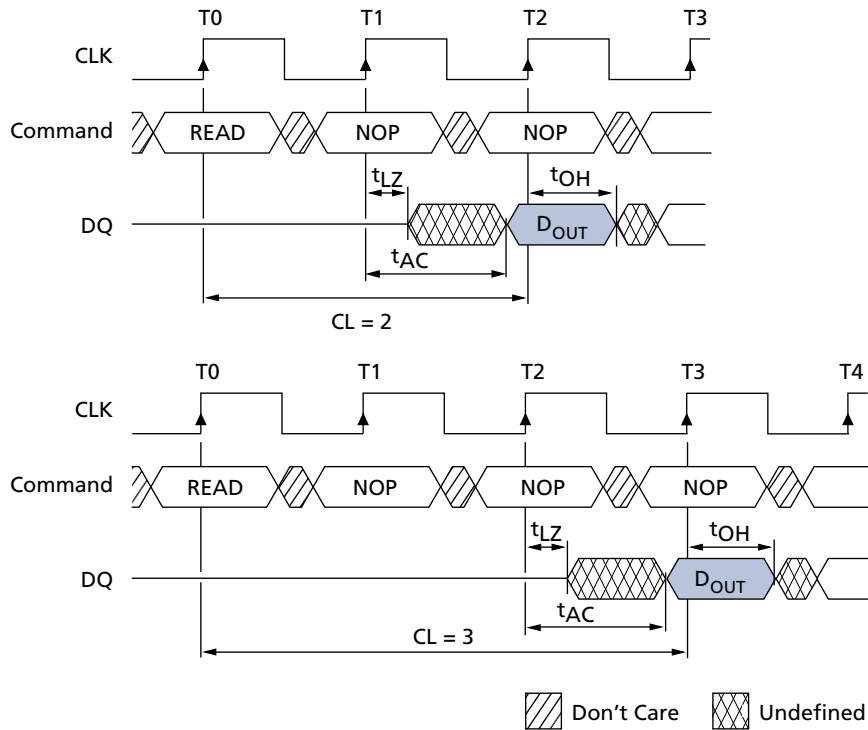 T0 T1 T2 T3
CLK
Command READ NOP NOP
tLZ tOH
DQ DOUT
tAC
CL = 2
T0 T1 T2 T3 T4
CLK
Command READ NOP NOP NOP
tLZ tOH
DQ DOUT
tAC
CL = 3
Don't Care Undefined